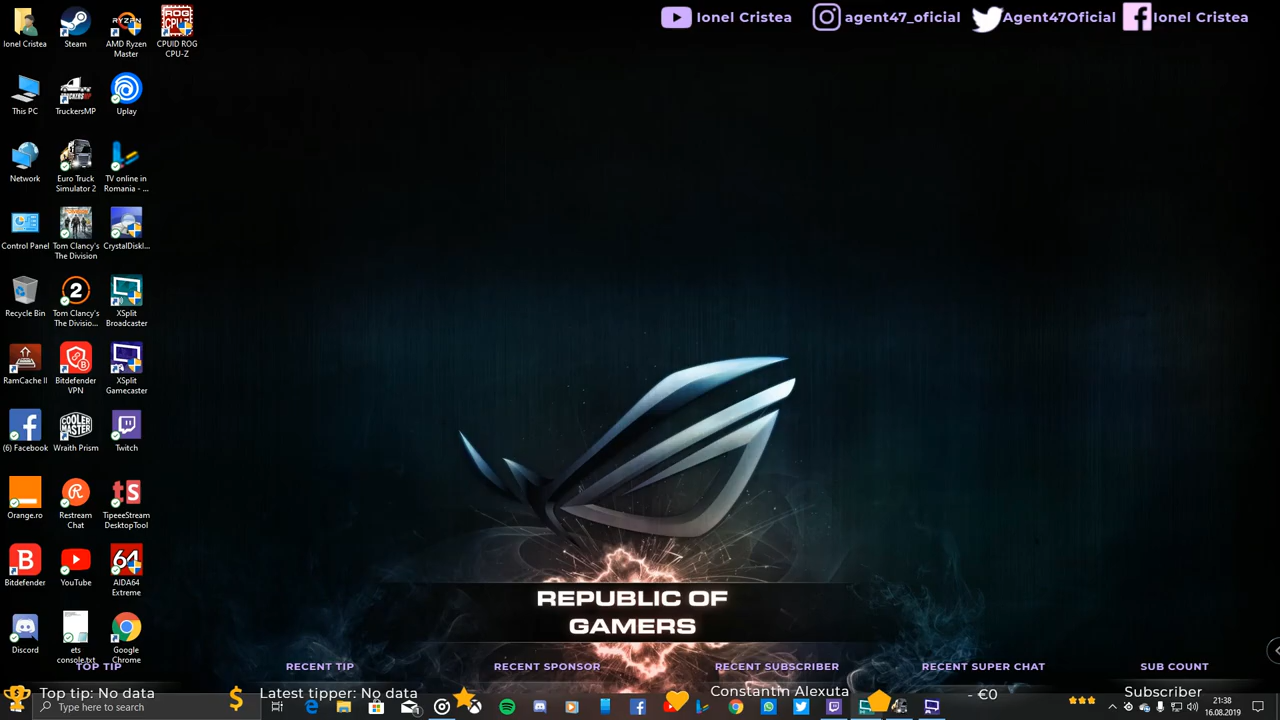 Ionel Cristea
agent47_oficial
Agent47Oficial
Ionel Cristea
Ionel Cristea
Steam
AMD Ryzen
Master
CPUID ROG
CPU-Z
This PC
TruckersMP
Uplay
Network
Euro Truck
Simulator 2
TV online in
Romania - ...
Control Panel
Tom Clancy's
The Division
CrystalDiskI...
Recycle Bin
Tom Clancy's
The Divisio...
XSplit
Broadcaster
RamCache II
Bitdefender
VPN
XSplit
Gamecaster
(6) Facebook
Wraith Prism
Twitch
Orange.ro
Restream
Chat
TipeeeStream
DesktopTool
Bitdefender
YouTube
AIDA64
Extreme
Discord
ets
console.txt
Google
Chrome
REPUBLIC OF
GAMERS
TOP TIP
RECENT TIP
RECENT SPONSOR
RECENT SUBSCRIBER
RECENT SUPER CHAT
SUB COUNT
Top tip: No data
Latest tipper: No data
Constantin Alexuta
- €0
Subscriber
Type here to search
21:38
16.08.2019